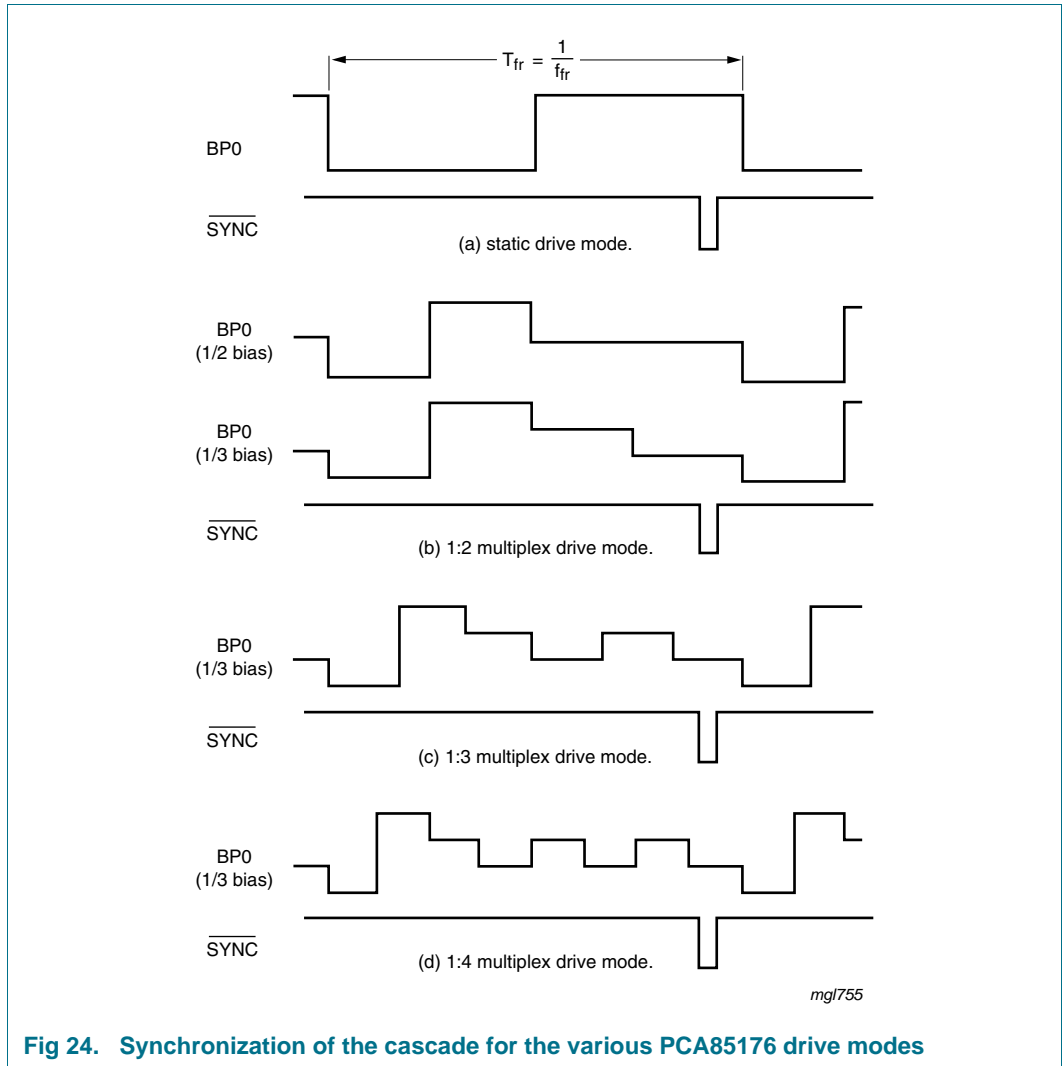 T_fr = 1/f_fr
BP0
SYNC
(a) static drive mode.
BP0
(1/2 bias)
BP0
(1/3 bias)
SYNC
(b) 1:2 multiplex drive mode.
BP0
(1/3 bias)
SYNC
(c) 1:3 multiplex drive mode.
BP0
(1/3 bias)
SYNC
(d) 1:4 multiplex drive mode.
mgl755
Fig 24. Synchronization of the cascade for the various PCA85176 drive modes